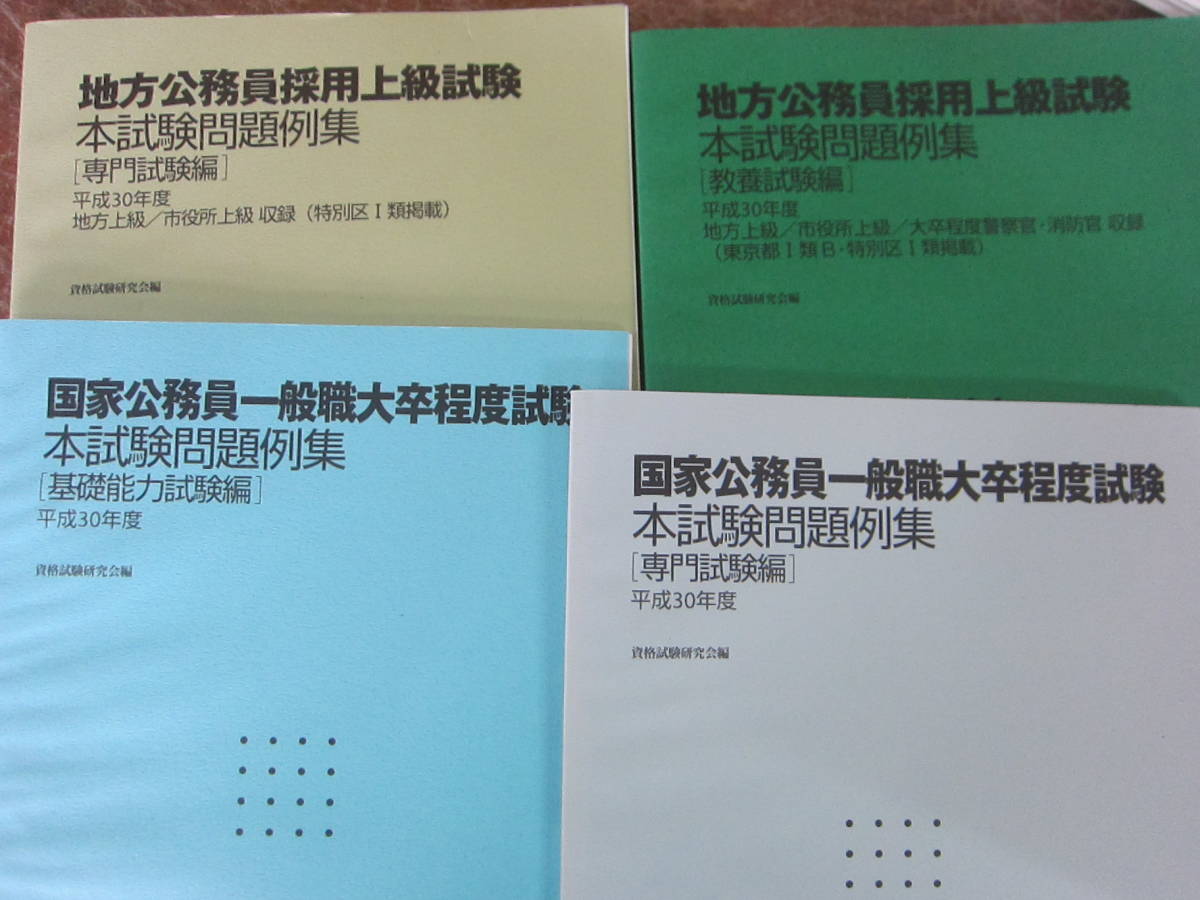 地方公務員採用上級試験
本試験問題例集
[専門試験編]
平成30年度
地方上級／市役所上級 収録（特別区Ⅰ類掲載）
資格試験研究会編
地方公務員採用上級試験
本試験問題例集
[教養試験編]
平成30年度
地方上級／市役所上級／大卒程度警察官・消防官 収録
（東京都Ⅰ類B・特別区Ⅰ類掲載）
資格試験研究会編
国家公務員一般職大卒程度試験
本試験問題例集
[基礎能力試験編]
平成30年度
資格試験研究会編
国家公務員一般職大卒程度試験
本試験問題例集
[専門試験編]
平成30年度
資格試験研究会編